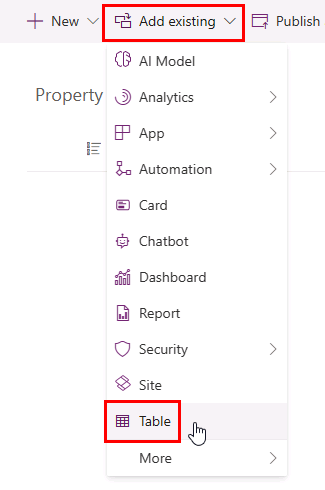 New Add existing Publish
AI Model
Property
Analytics
App
Automation
Card
Chatbot
Dashboard
Report
Security
Site
Table
More